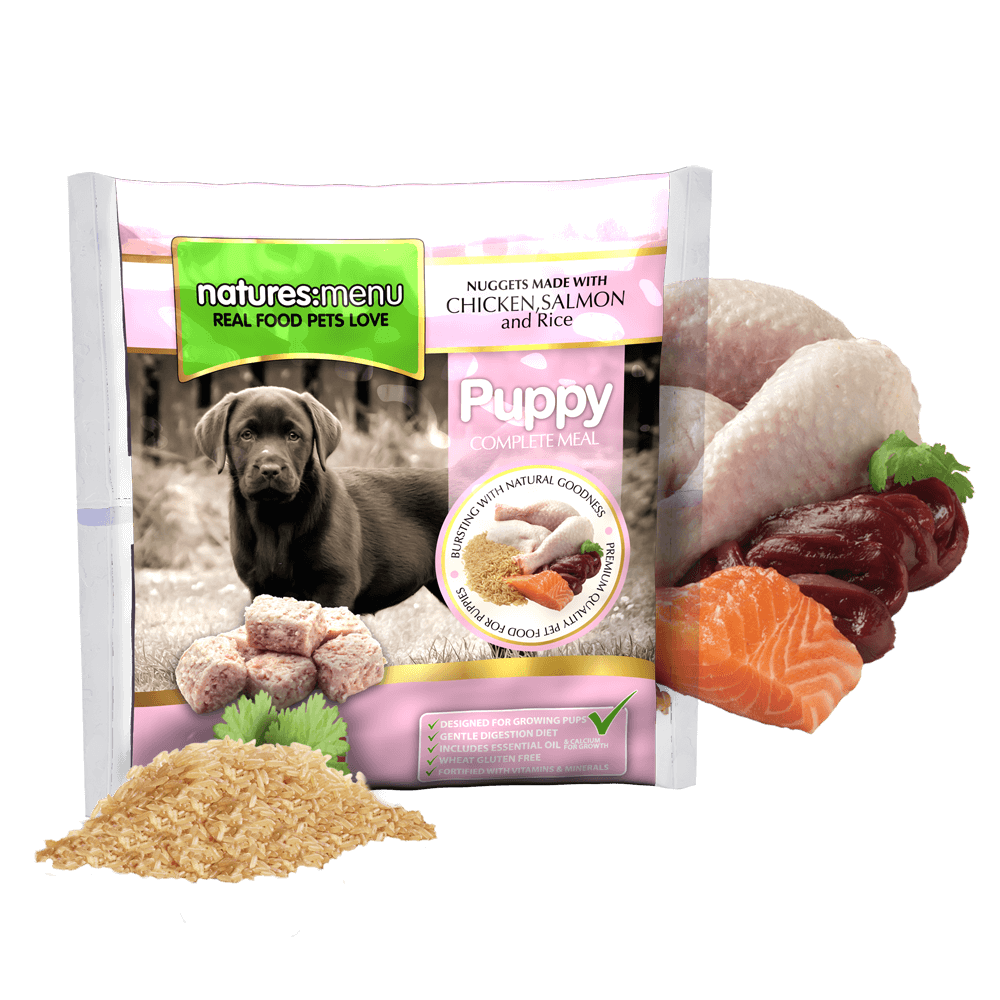 natures:menu
REAL FOOD PETS LOVE
NUGGETS MADE WITH
CHICKEN, SALMON
and Rice
Puppy
COMPLETE MEAL
BURSTING WITH NATURAL GOODNESS
PREMIUM QUALITY PET FOOD FOR PUPPIES
DESIGNED FOR GROWING PUPS
GENTLE DIGESTION DIET
INCLUDES ESSENTIAL OIL & CALCIUM FOR GROWTH
WHEAT GLUTEN FREE
FORTIFIED WITH VITAMINS & MINERALS